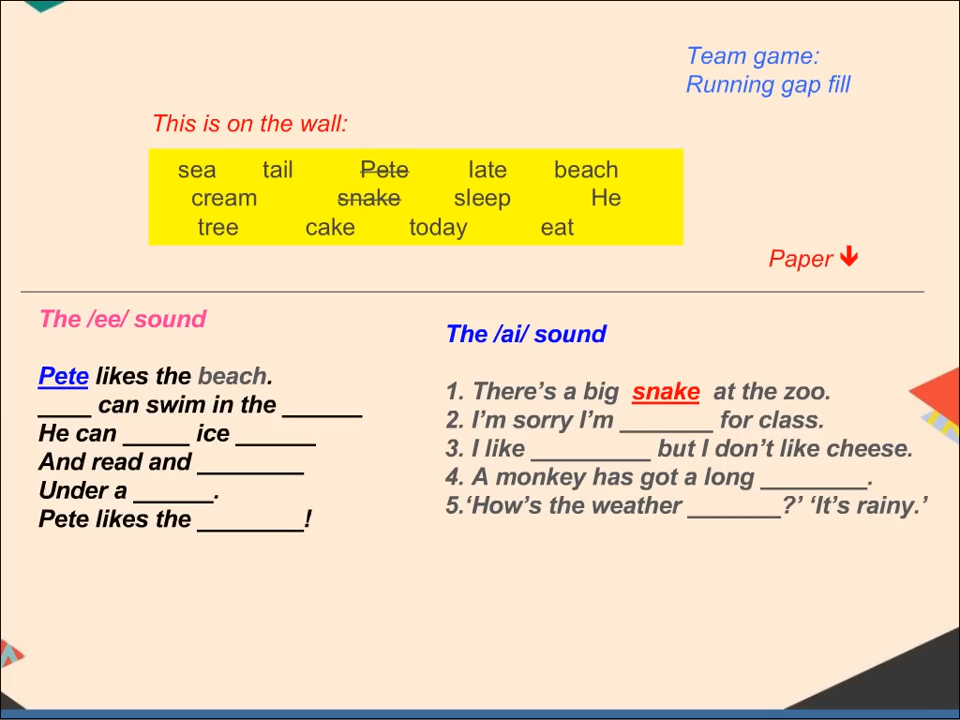 Team game:
Running gap fill
This is on the wall:
sea tail Pete late beach
cream snake sleep He
tree cake today eat
Paper ↓
The /ee/ sound
Pete likes the beach.
____ can swim in the ______
He can _____ ice ______
And read and ________
Under a ______.
Pete likes the ________!
The /ai/ sound
1. There’s a big snake at the zoo.
2. I’m sorry I’m _______ for class.
3. I like _________ but I don’t like cheese.
4. A monkey has got a long ________.
5.‘How’s the weather _______?’ ‘It’s rainy.’